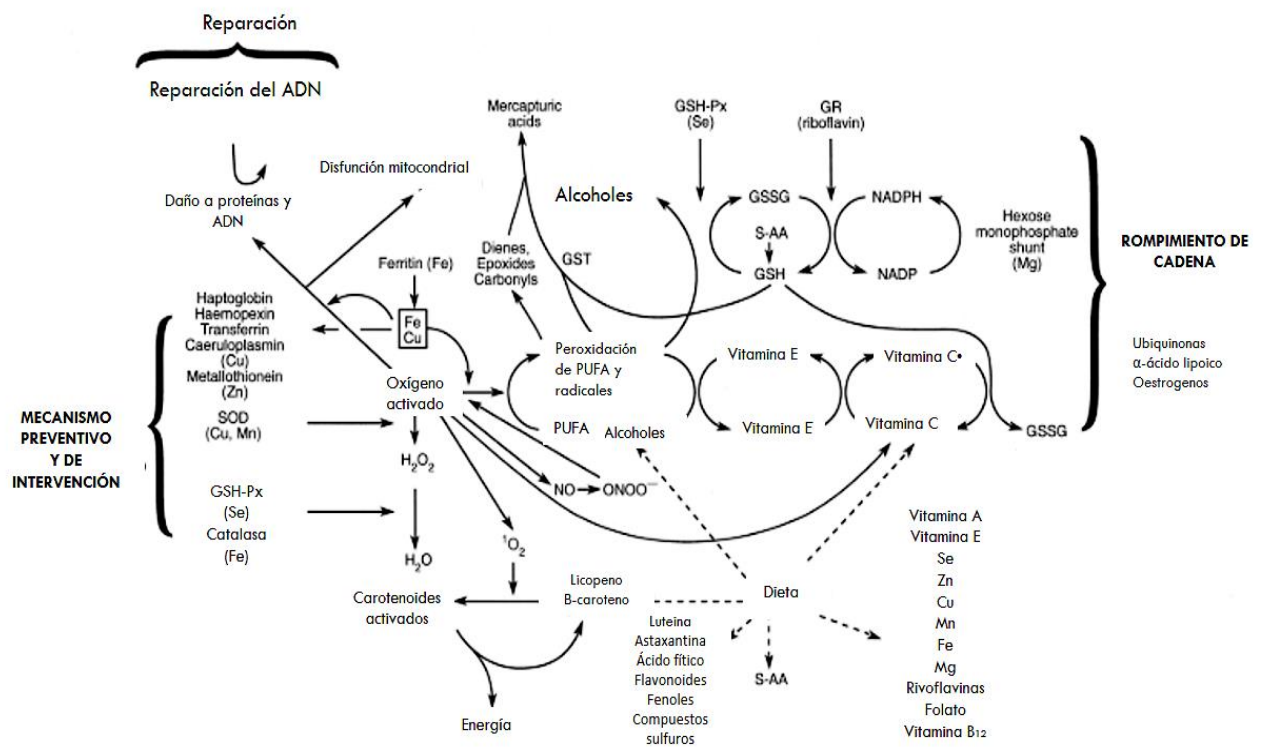 Reparación
Reparación del ADN
Daño a proteínas y
ADN
Disfunción mitocondrial
Mercapturic
acids
GSH-Px
(Se)
GR
(riboflavin)
Alcoholes
GSSG
S-AA
GSH
NADPH
NADP
Hexose
monophosphate
shunt
(Mg)
ROMPIMIENTO DE
CADENA
Ubiquinonas
α-ácido lipoico
Oestrogenos
Dienes,
Epoxides
Carbonyls
GST
Ferritin (Fe)
Fe
Cu
Haptoglobin
Haemopexin
Transferrin
Caeruloplasmin
(Cu)
Metallothionein
(Zn)
SOD
(Cu, Mn)
GSH-Px
(Se)
Catalasa
(Fe)
MECANISMO
PREVENTIVO
Y DE
INTERVENCIÓN
Oxígeno
activado
Peroxidación
de PUFA y
radicales
PUFA
Alcoholes
Vitamina E
Vitamina E
Vitamina C•
Vitamina C
GSSG
H2O2
NO
ONOO−
H2O
1O2
Carotenoides
activados
Licopeno
B-caroteno
Energía
Luteína
Astaxantina
Ácido fítico
Flavonoides
Fenoles
Compuestos
sulfuros
Dieta
S-AA
Vitamina A
Vitamina E
Se
Zn
Cu
Mn
Fe
Mg
Rivoflavinas
Folato
Vitamina B12